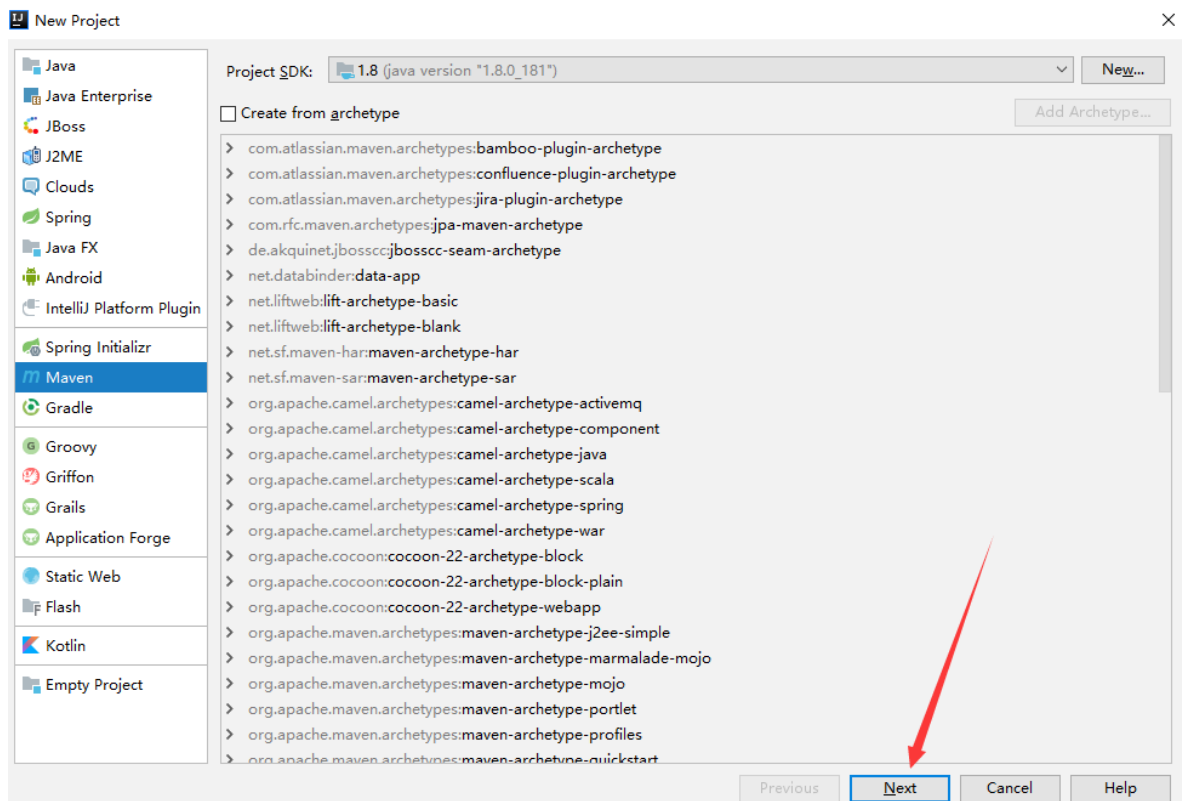 New Project
Java
Java Enterprise
JBoss
J2ME
Clouds
Spring
Java FX
Android
IntelliJ Platform Plugin
Spring Initializr
Maven
Gradle
Groovy
Griffon
Grails
Application Forge
Static Web
Flash
Kotlin
Empty Project
Project SDK: 1.8 (java version "1.8.0_181") New...
Create from archetype Add Archetype...
com.atlassian.maven.archetypes:bamboo-plugin-archetype
com.atlassian.maven.archetypes:confluence-plugin-archetype
com.atlassian.maven.archetypes:jira-plugin-archetype
com.rfc.maven.archetypes:jpa-maven-archetype
de.akquinet.jbosscc:jbosscc-seam-archetype
net.databinder:data-app
net.liftweb:lift-archetype-basic
net.liftweb:lift-archetype-blank
net.sf.maven-har:maven-archetype-har
net.sf.maven-sar:maven-archetype-sar
org.apache.camel.archetypes:camel-archetype-activemq
org.apache.camel.archetypes:camel-archetype-component
org.apache.camel.archetypes:camel-archetype-java
org.apache.camel.archetypes:camel-archetype-scala
org.apache.camel.archetypes:camel-archetype-spring
org.apache.camel.archetypes:camel-archetype-war
org.apache.cocoon:cocoon-22-archetype-block
org.apache.cocoon:cocoon-22-archetype-block-plain
org.apache.cocoon:cocoon-22-archetype-webapp
org.apache.maven.archetypes:maven-archetype-j2ee-simple
org.apache.maven.archetypes:maven-archetype-marmalade-mojo
org.apache.maven.archetypes:maven-archetype-mojo
org.apache.maven.archetypes:maven-archetype-portlet
org.apache.maven.archetypes:maven-archetype-profiles
org.apache.maven.archetypes:maven-archetype-quickstart
Previous Next Cancel Help